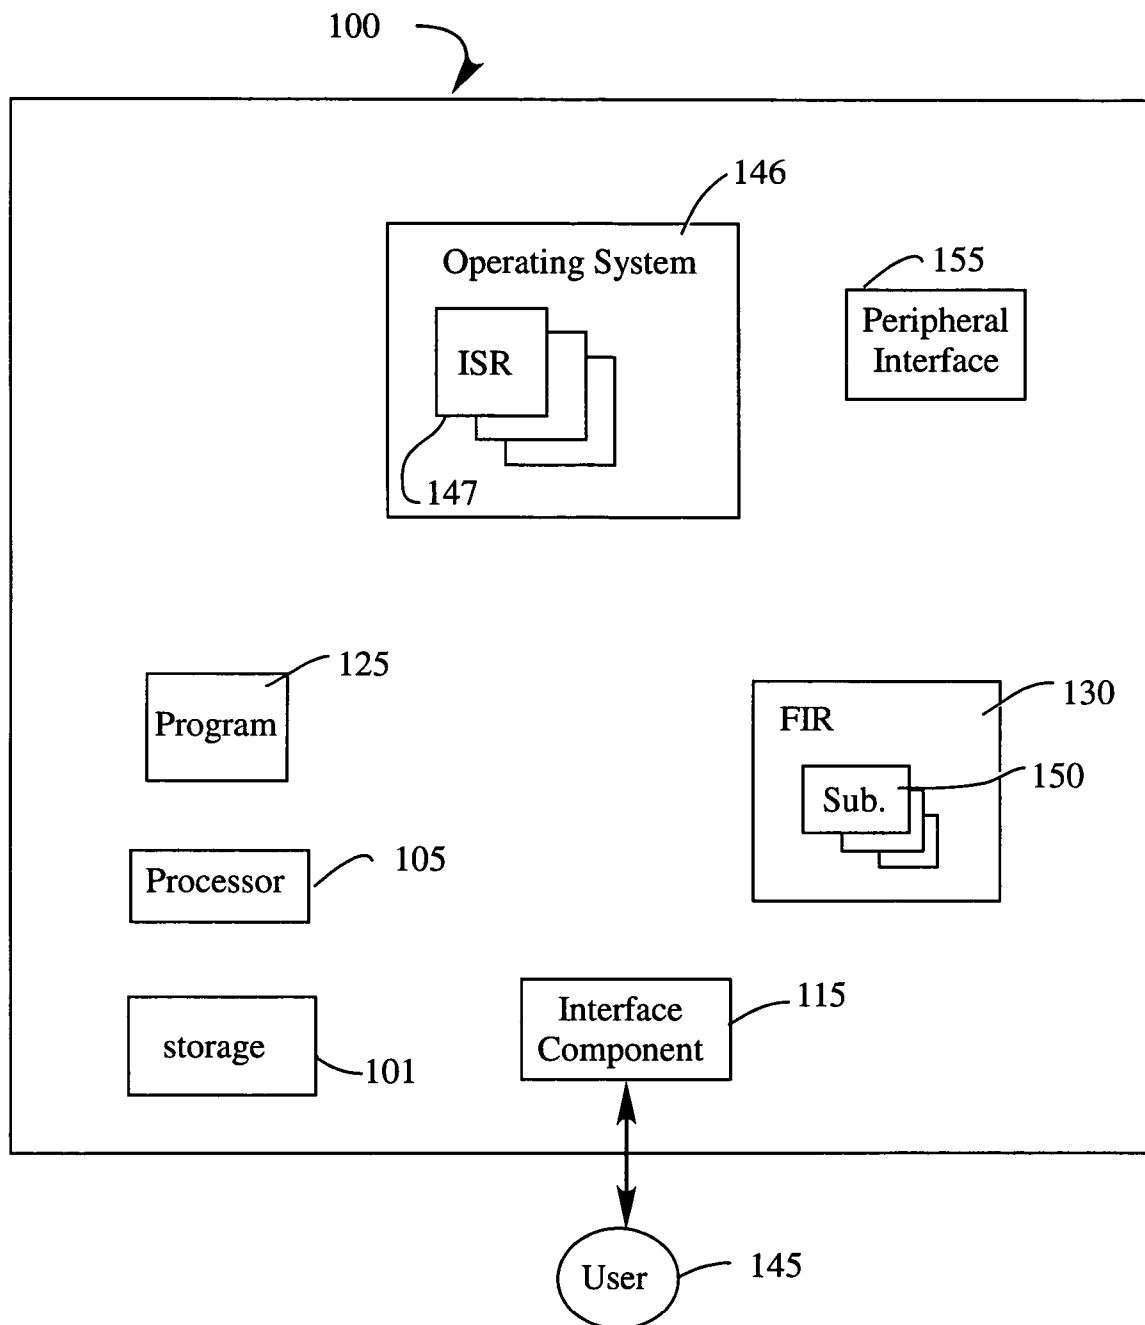 100
146
Operating System
155
Peripheral
Interface
ISR
147
125
Program
130
FIR
150
Sub.
105
Processor
115
Interface
Component
storage
101
User
145